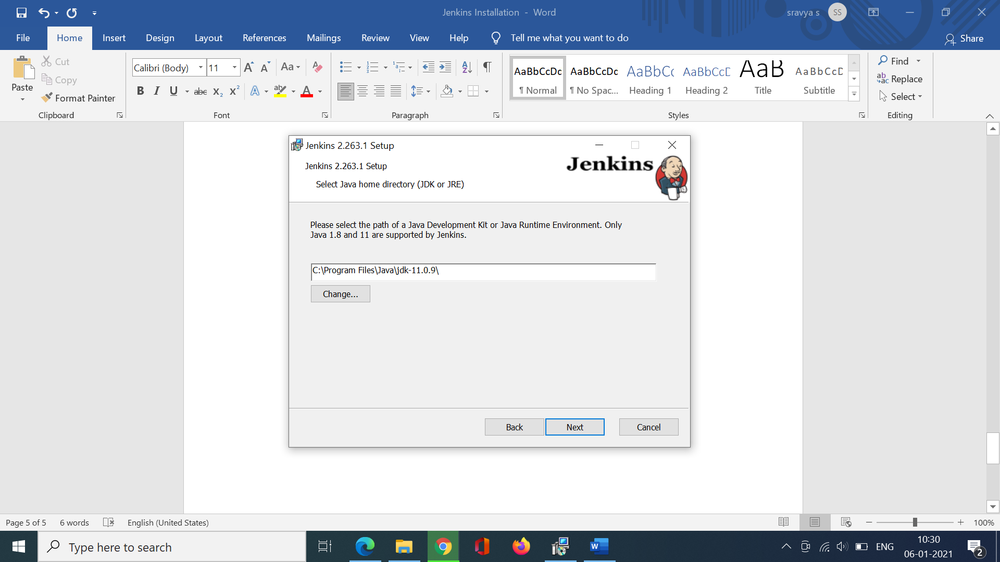 Jenkins Installation - Word
sravya s
SS
File
Home
Insert
Design
Layout
References
Mailings
Review
View
Help
Tell me what you want to do
Share
Paste
Cut
Copy
Format Painter
Clipboard
Calibri (Body)
11
Aa
B I U abc X₂ X²
Font
Paragraph
AaBbCcDc
¶ Normal
AaBbCcDc
¶ No Spac...
AaBbCc
Heading 1
AaBbCcD
Heading 2
AaB
Title
AaBbCcD
Subtitle
Styles
Find
Replace
Select
Editing
Jenkins 2.263.1 Setup
Jenkins 2.263.1 Setup
Jenkins
Select Java home directory (JDK or JRE)
Please select the path of a Java Development Kit or Java Runtime Environment. Only
Java 1.8 and 11 are supported by Jenkins.
C:\Program Files\Java\jdk-11.0.9\
Change...
Back
Next
Cancel
Page 5 of 5
6 words
English (United States)
100%
Type here to search
ENG
10:30
06-01-2021
2